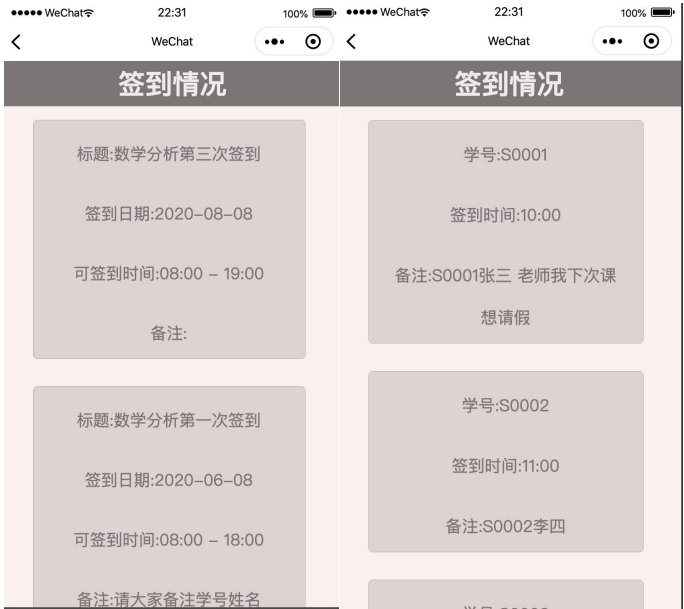 WeChat
22:31
100%
WeChat
签到情况
标题:数学分析第三次签到
签到日期:2020-08-08
可签到时间:08:00 - 19:00
备注:
标题:数学分析第一次签到
签到日期:2020-06-08
可签到时间:08:00 - 18:00
备注:请大家备注学号姓名
WeChat
22:31
100%
WeChat
签到情况
学号:S0001
签到时间:10:00
备注:S0001张三 老师我下次课
想请假
学号:S0002
签到时间:11:00
备注:S0002李四